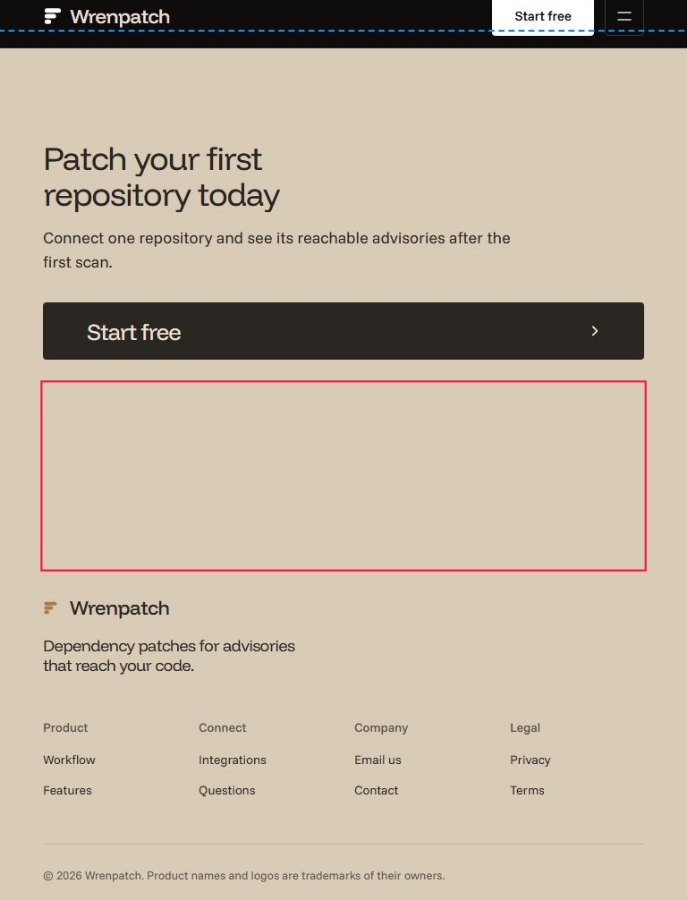 Wrenpatch
Start free
Patch your first
repository today
Connect one repository and see its reachable advisories after the
first scan.
Start free
Wrenpatch
Dependency patches for advisories
that reach your code.
Product
Connect
Company
Legal
Workflow
Integrations
Email us
Privacy
Features
Questions
Contact
Terms
© 2026 Wrenpatch. Product names and logos are trademarks of their owners.